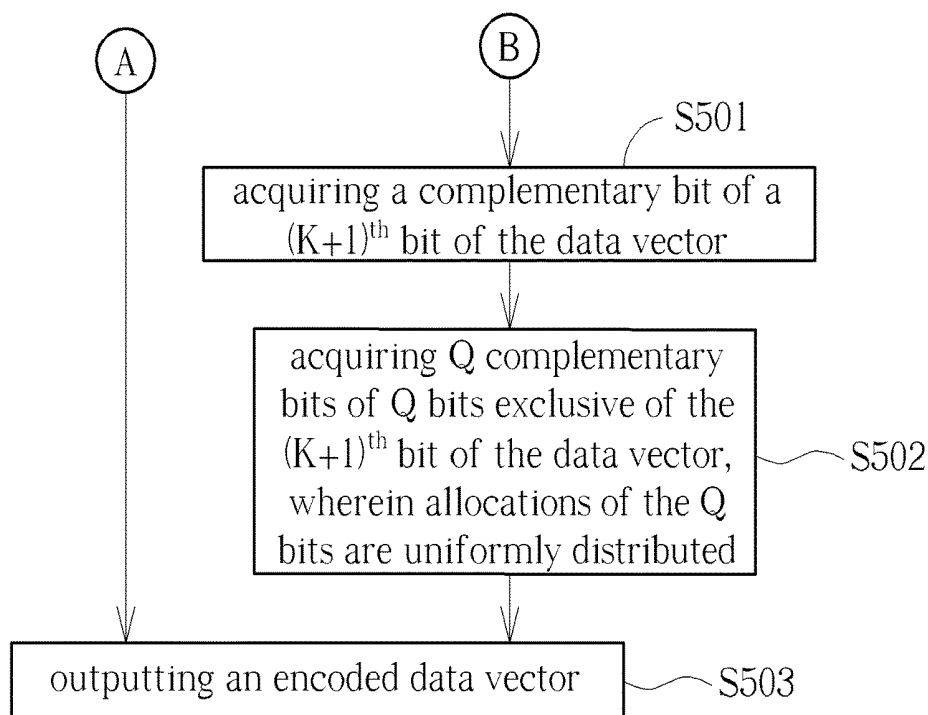 A
B
S501
acquiring a complementary bit of a
(K+1)th bit of the data vector
acquiring Q complementary
bits of Q bits exclusive of the
(K+1)th bit of the data vector,
wherein allocations of the Q
bits are uniformly distributed
S502
outputting an encoded data vector
S503